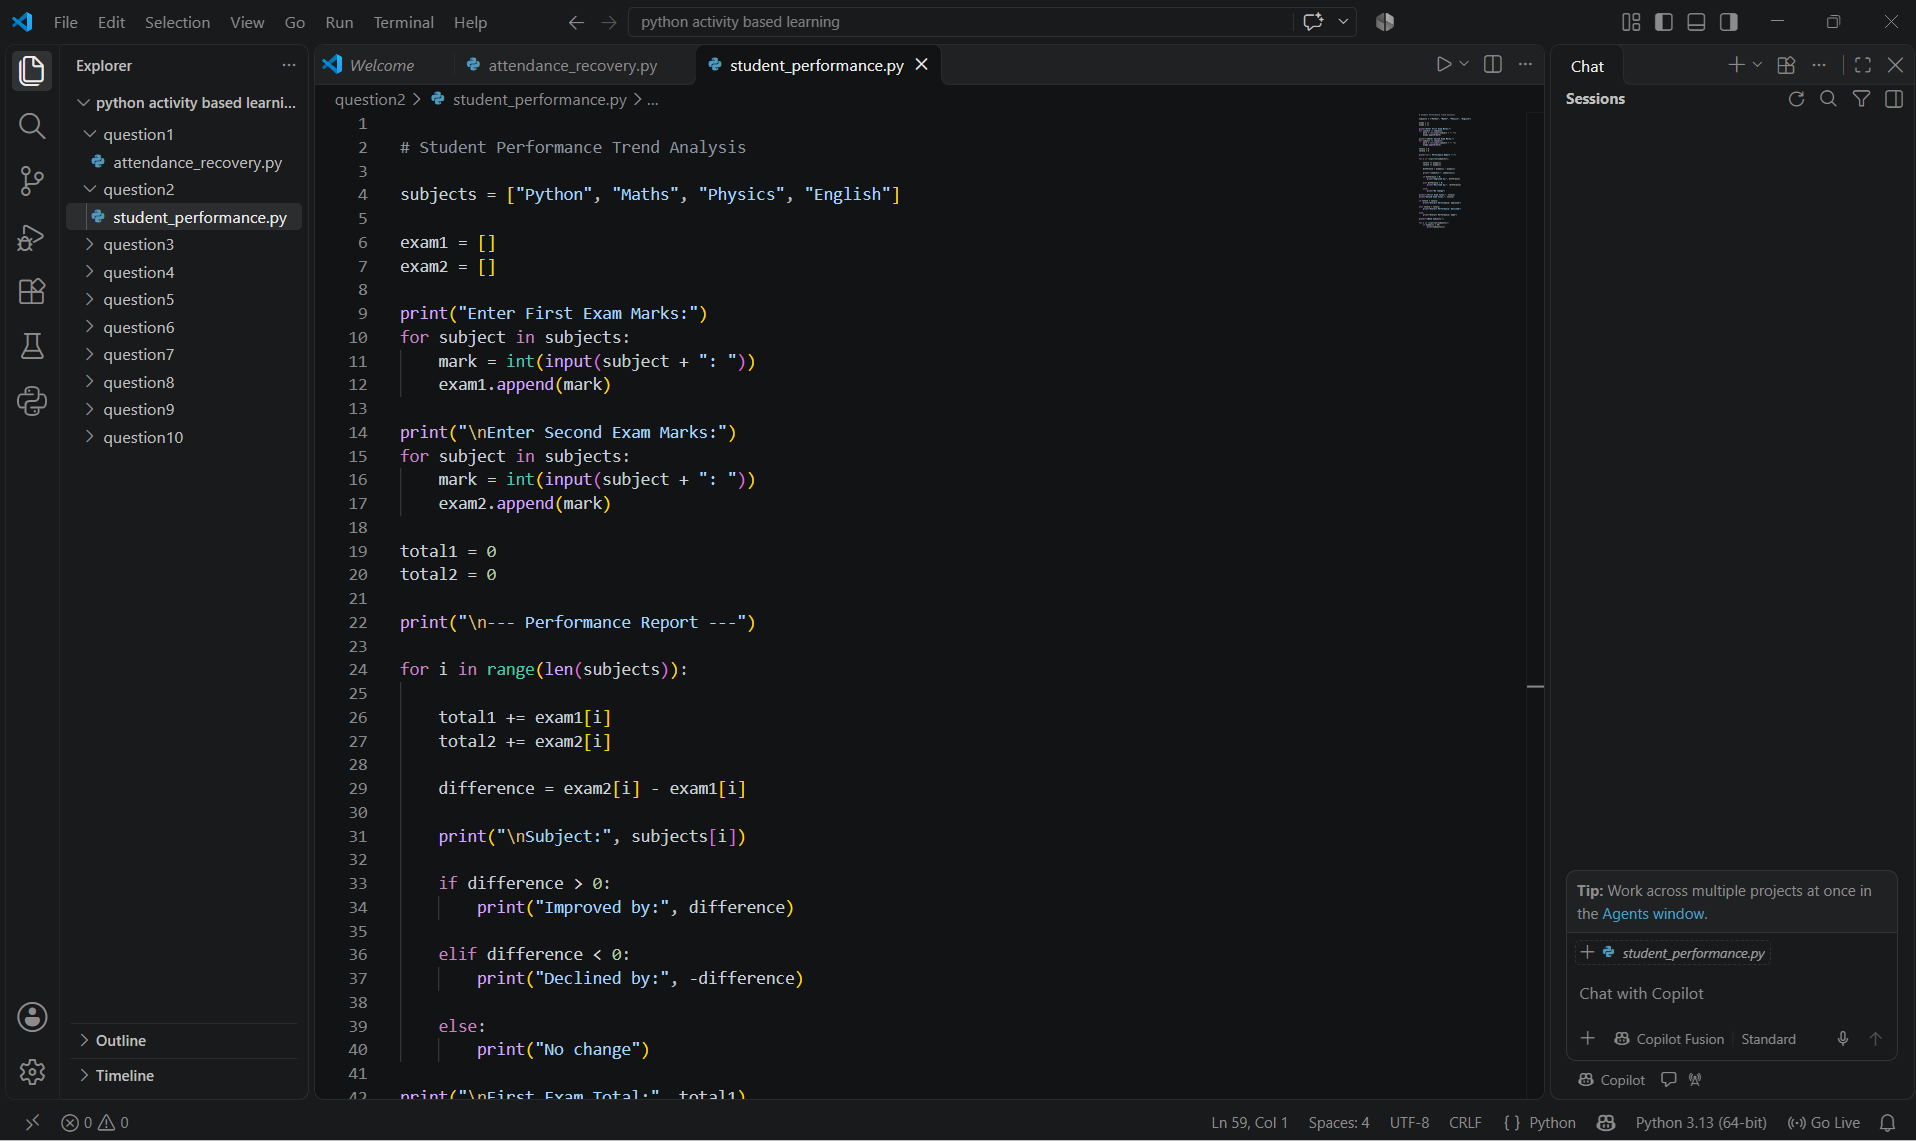 File Edit Selection View Go Run Terminal Help
python activity based learning
Explorer
python activity based learni...
question1
attendance_recovery.py
question2
student_performance.py
question3
question4
question5
question6
question7
question8
question9
question10
Outline
Timeline
Welcome
attendance_recovery.py
student_performance.py
question2 > student_performance.py > ...
1
2 # Student Performance Trend Analysis
3
4 subjects = ["Python", "Maths", "Physics", "English"]
5
6 exam1 = []
7 exam2 = []
8
9 print("Enter First Exam Marks:")
10 for subject in subjects:
11     mark = int(input(subject + ": "))
12     exam1.append(mark)
13
14 print("\nEnter Second Exam Marks:")
15 for subject in subjects:
16     mark = int(input(subject + ": "))
17     exam2.append(mark)
18
19 total1 = 0
20 total2 = 0
21
22 print("\n--- Performance Report ---")
23
24 for i in range(len(subjects)):
25
26     total1 += exam1[i]
27     total2 += exam2[i]
28
29     difference = exam2[i] - exam1[i]
30
31     print("\nSubject:", subjects[i])
32
33     if difference > 0:
34         print("Improved by:", difference)
35
36     elif difference < 0:
37         print("Declined by:", -difference)
38
39     else:
40         print("No change")
41
42 print("\nFirst Exam Total:", total1)
Chat
Sessions
Tip: Work across multiple projects at once in
the Agents window.
student_performance.py
Chat with Copilot
Copilot Fusion Standard
Copilot
0 0
Ln 59, Col 1 Spaces: 4 UTF-8 CRLF { } Python Python 3.13 (64-bit) Go Live